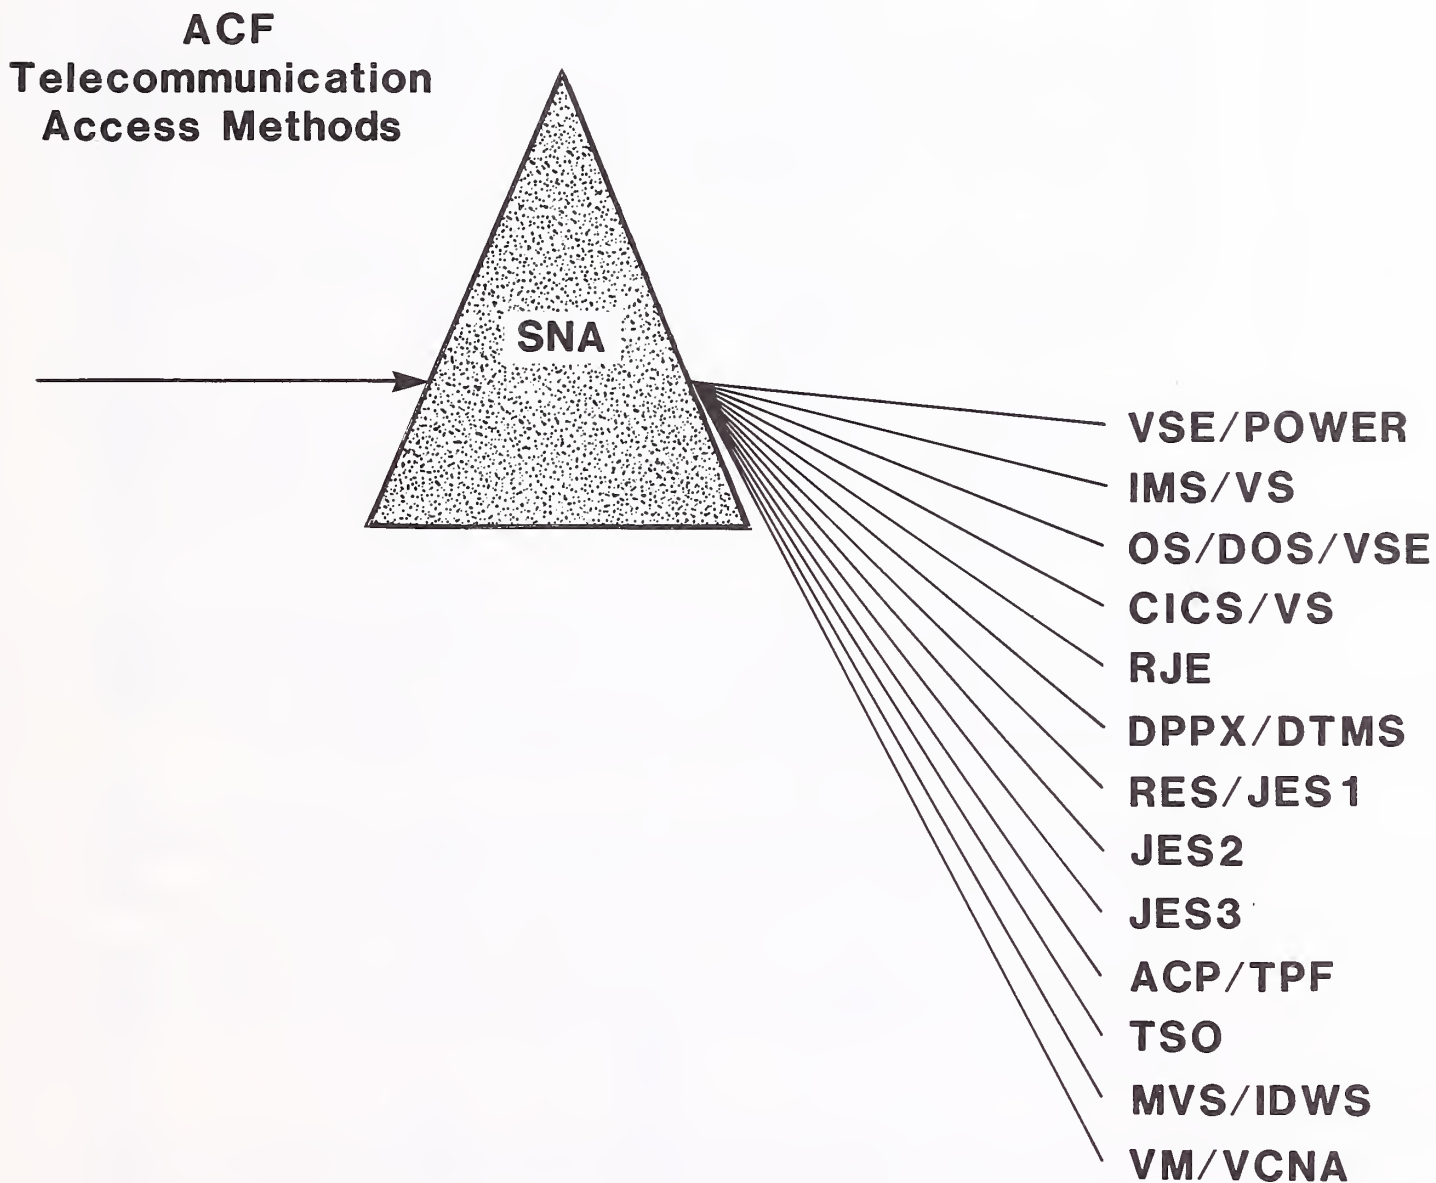 ACF
Telecommunication
Access Methods
SNA
VSE/POWER
IMS/VS
OS/DOS/VSE
CICS/VS
RJE
DPPX/DTMS
RES/JES1
JES2
JES3
ACP/TPF
TSO
MVS/IDWS
VM/VCNA